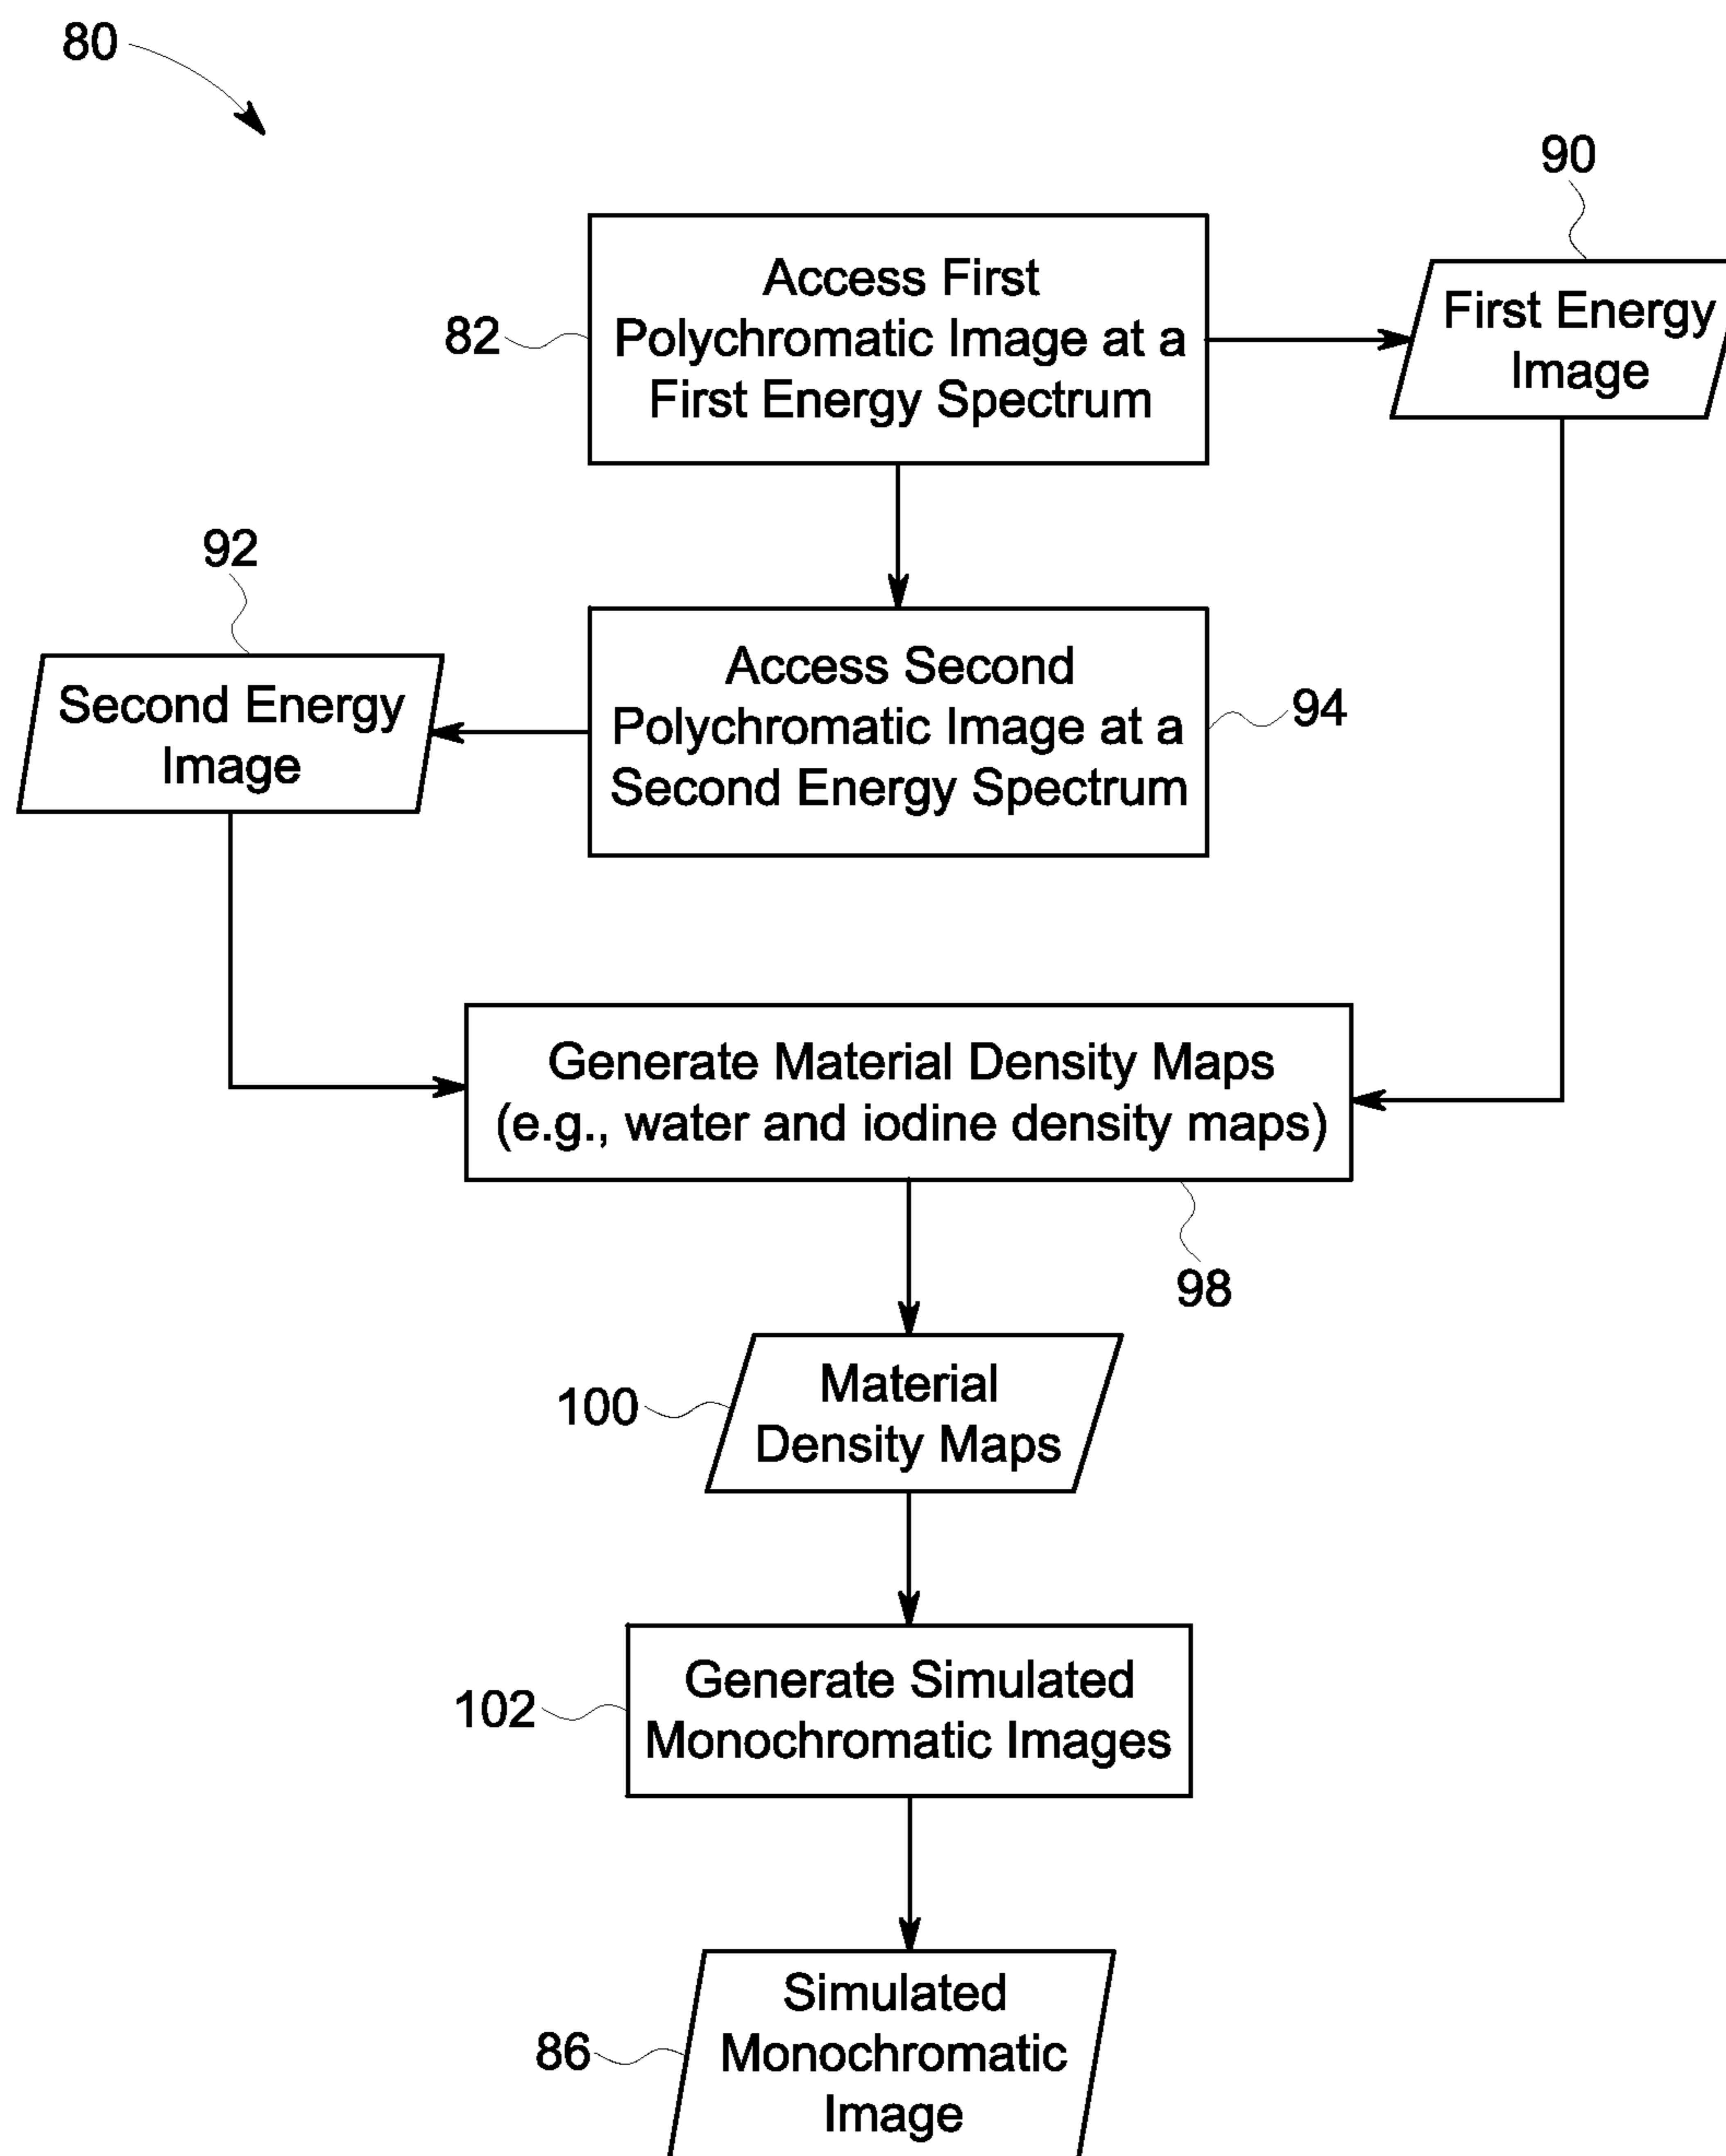 80
90
82
Access First
Polychromatic Image at a
First Energy Spectrum
First Energy
Image
92
Second Energy
Image
Access Second
Polychromatic Image at a
Second Energy Spectrum
94
Generate Material Density Maps
(e.g., water and iodine density maps)
98
100
Material
Density Maps
102
Generate Simulated
Monochromatic Images
86
Simulated
Monochromatic
Image